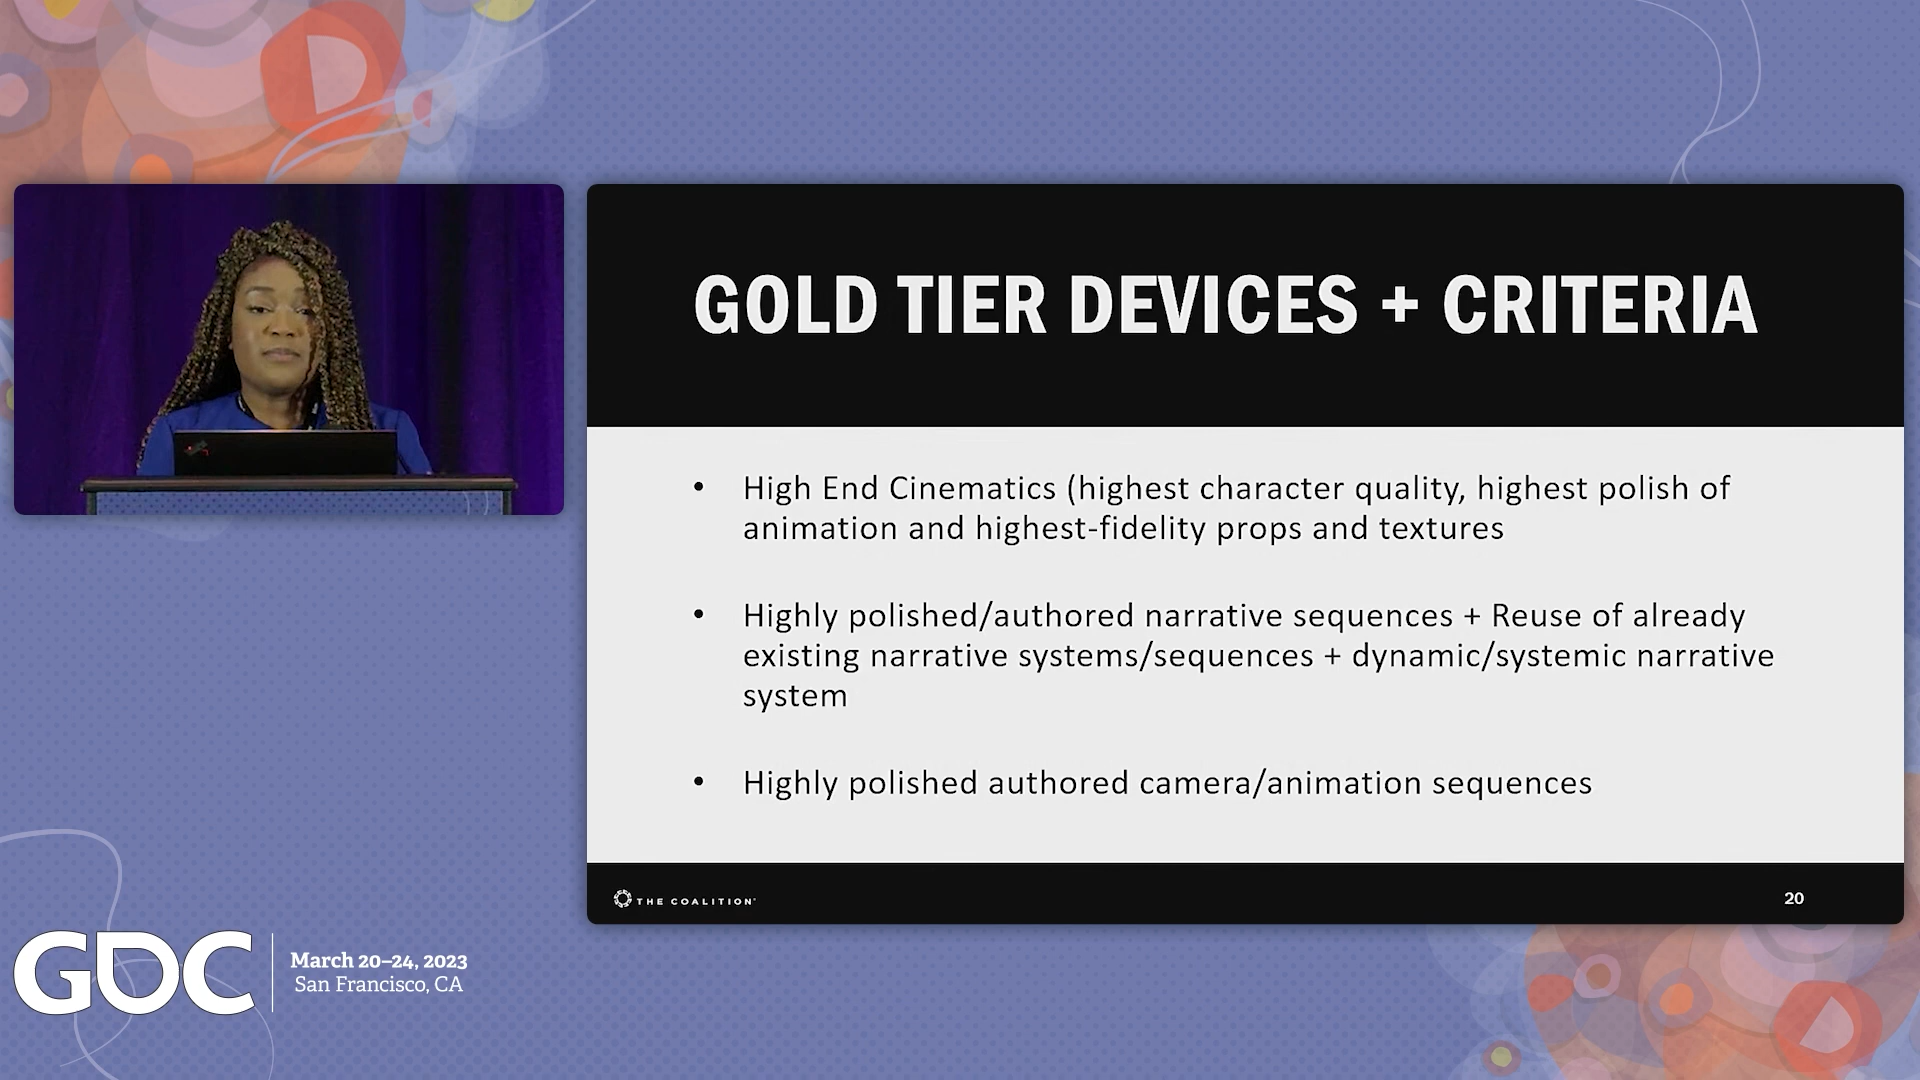 GOLD TIER DEVICES + CRITERIA
• High End Cinematics (highest character quality, highest polish of
animation and highest-fidelity props and textures
• Highly polished/authored narrative sequences + Reuse of already
existing narrative systems/sequences + dynamic/systemic narrative
system
• Highly polished authored camera/animation sequences
THE COALITION
20
GDC
March 20–24, 2023
San Francisco, CA